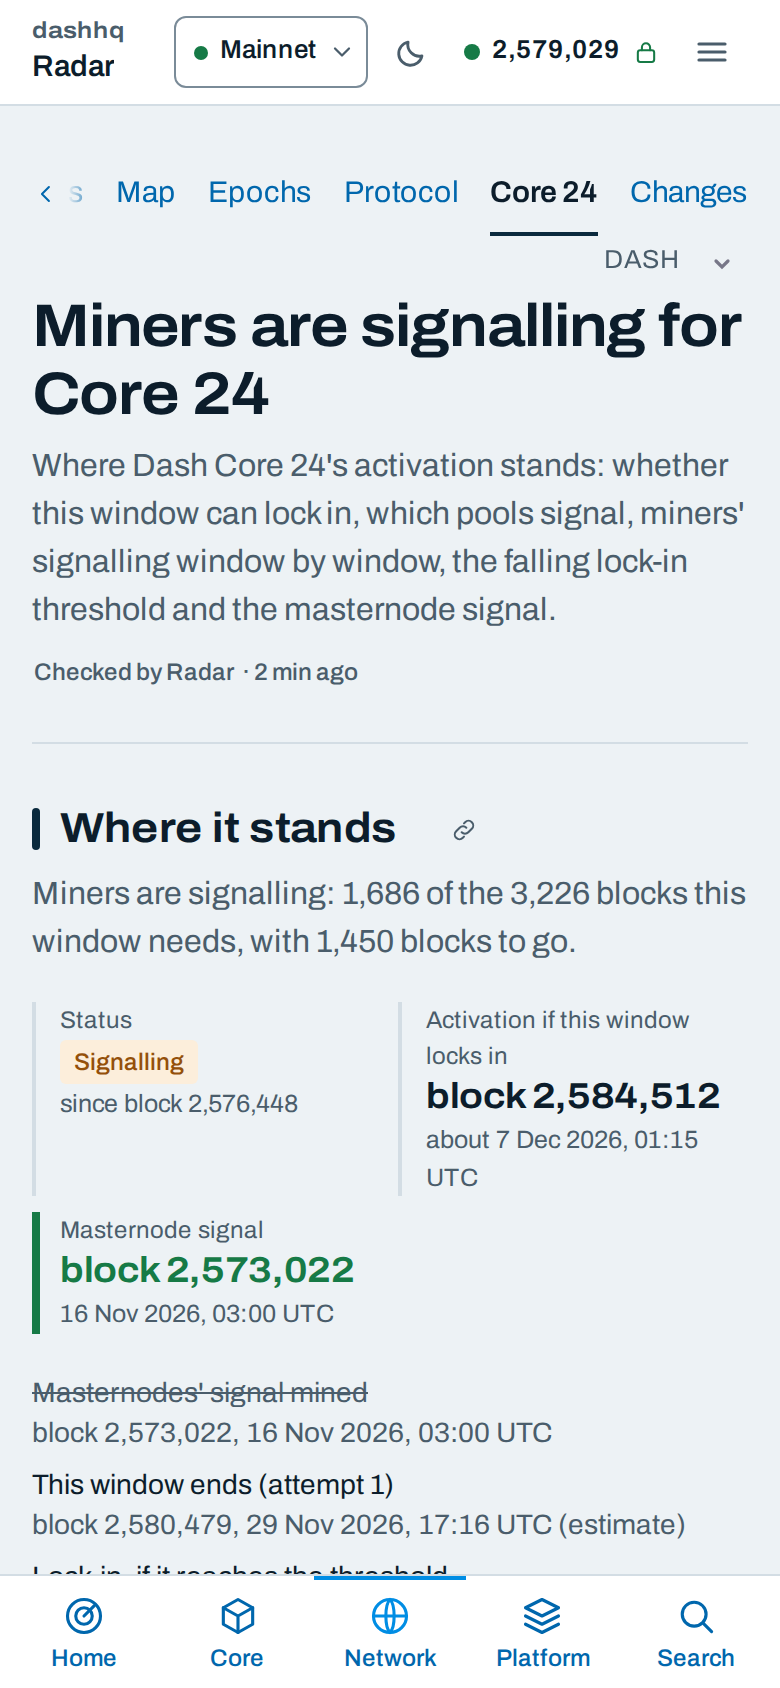 dashhq
Radar
Mainnet
2,579,029
s Map Epochs Protocol Core 24 Changes
DASH
Miners are signalling for
Core 24
Where Dash Core 24's activation stands: whether
this window can lock in, which pools signal, miners'
signalling window by window, the falling lock-in
threshold and the masternode signal.
Checked by Radar · 2 min ago
Where it stands
Miners are signalling: 1,686 of the 3,226 blocks this
window needs, with 1,450 blocks to go.
Status
Signalling
since block 2,576,448
Activation if this window
locks in
block 2,584,512
about 7 Dec 2026, 01:15
UTC
Masternode signal
block 2,573,022
16 Nov 2026, 03:00 UTC
Masternodes' signal mined
block 2,573,022, 16 Nov 2026, 03:00 UTC
This window ends (attempt 1)
block 2,580,479, 29 Nov 2026, 17:16 UTC (estimate)
Lock-in, if it reaches the threshold
Home
Core
Network
Platform
Search